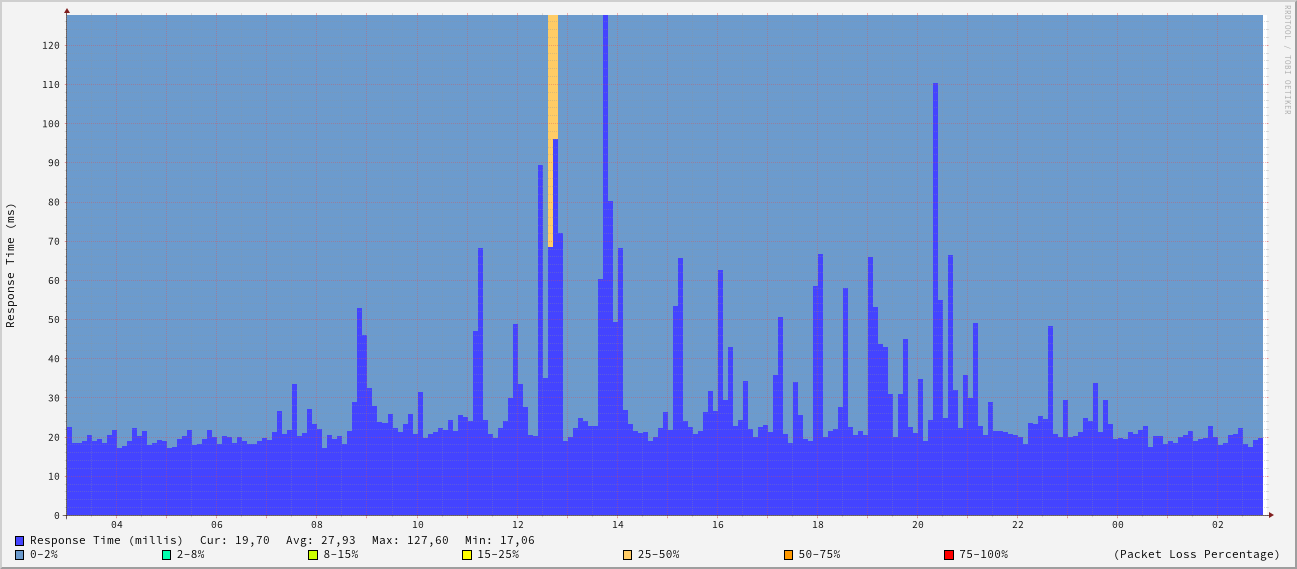 RRDTOOL / TOBI OETIKER
Response Time (ms)
120
110
100
90
80
70
60
50
40
30
20
10
0
04 06 08 10 12 14 16 18 20 22 00 02
Response Time (millis) Cur: 19,70 Avg: 27,93 Max: 127,60 Min: 17,06
0-2% 2-8% 8-15% 15-25% 25-50% 50-75% 75-100% (Packet Loss Percentage)